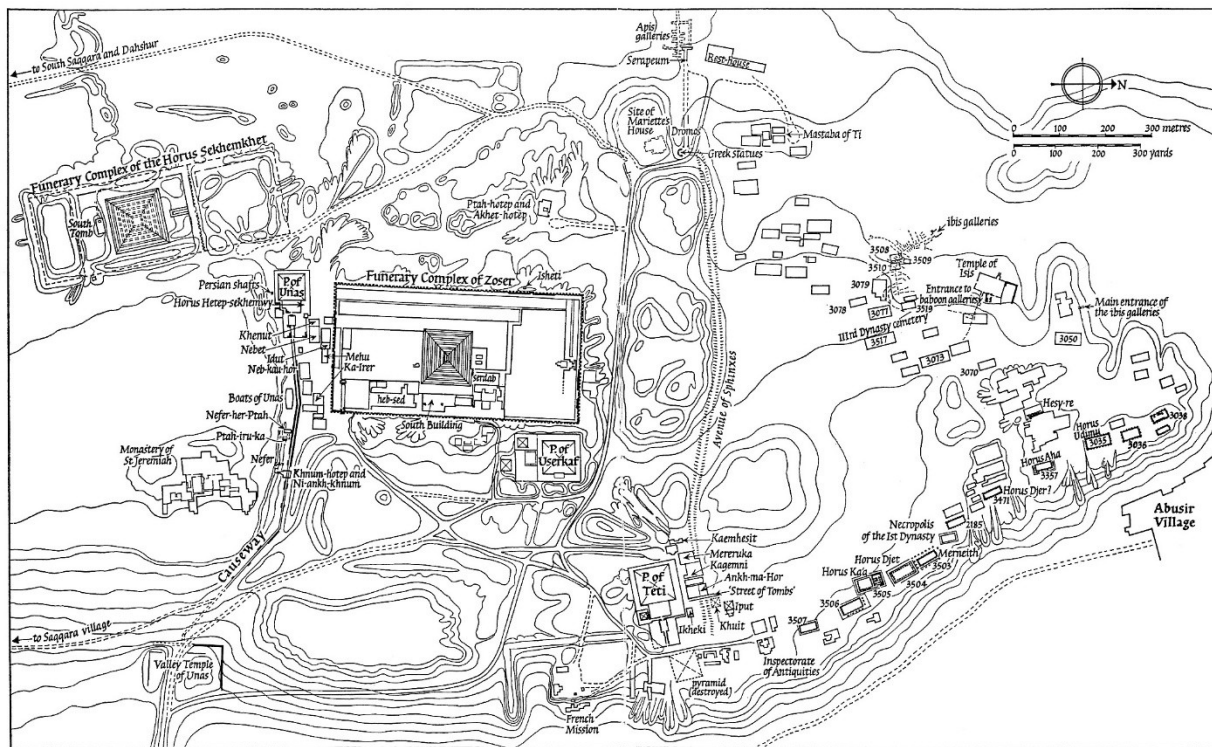 to South Saqqara and Dahshur
Apis
galleries
Serapeum
Rest-house
N
0 100 200 300 metres
0 100 200 300 yards
Site of
Mariette's
House
Dromos
Greek statues
Mastaba of Ti
Funerary Complex of the Horus Sekhemkhet
South
Tomb
Ptah-hotep and
Akhet-hotep
ibis galleries
3508
3509
3510
Temple of
Isis
3079
Entrance to
baboon galleries
3078
3077
3519
IIIrd Dynasty cemetery
3517
Main entrance of
the ibis galleries
3050
3013
3070
Persian shafts
P. of
Unas
Horus Hetep-sekhemwy
Funerary Complex of Zoser
Isheti
Khenut
Nebet
Idut
Neb-kau-hor
Mehu
Ka-irer
Serdab
heb-sed
South Building
Boats of Unas
Nefer-her-Ptah
Ptah-iru-ka
Nefer
Khnum-hotep and
Ni-ankh-khnum
Monastery of
St. Jeremiah
P. of
Userkaf
Avenue of Sphinxes
Hesy-re
Horus
Udimu
3035
3036
3038
Horus Aha
3357
Horus Djer?
3471
2185
Abusir
Village
Necropolis
of the Ist Dynasty
Merneith
3503
Horus Djet
3504
Horus Ka'a
3505
3506
3507
Kaemhesit
Mereruka
Kagemni
Ankh-ma-Hor
'Street of Tombs'
P. of
Teti
Iput
Khuit
Ikheki
Causeway
to Saqqara village
Valley Temple
of Unas
Inspectorate
of Antiquities
pyramid
(destroyed)
French
Mission